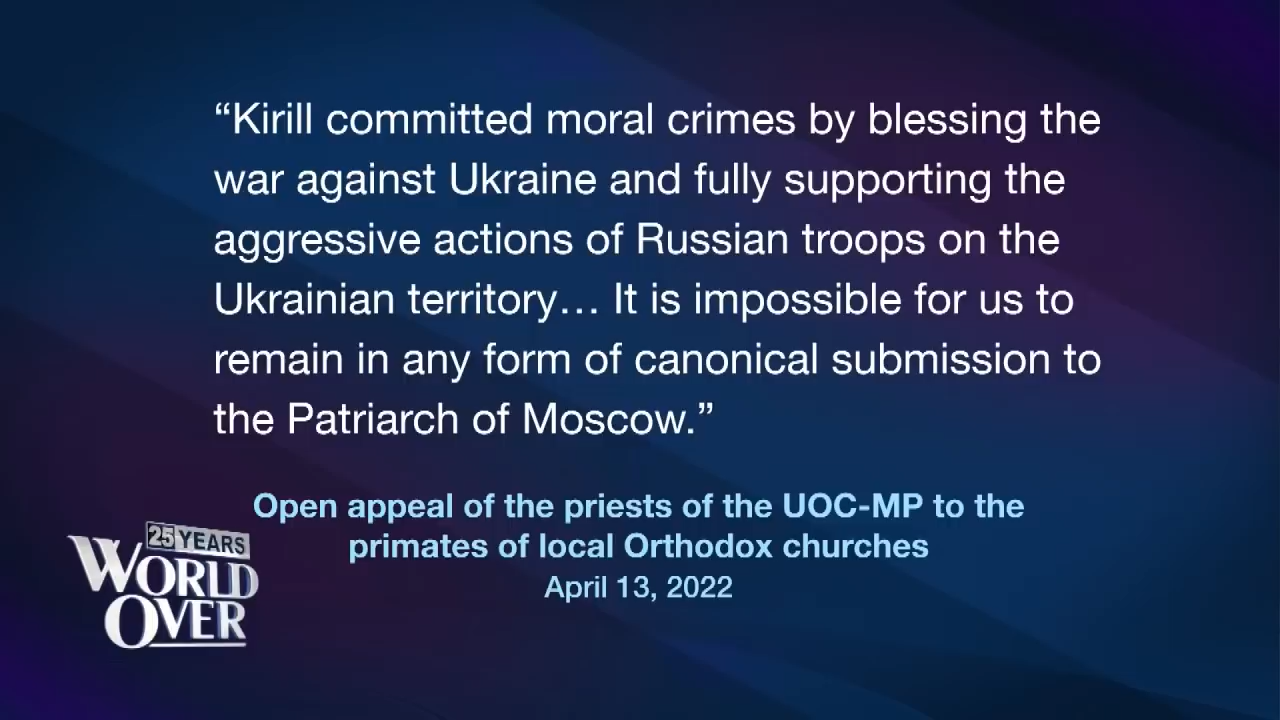 “Kirill committed moral crimes by blessing the
war against Ukraine and fully supporting the
aggressive actions of Russian troops on the
Ukrainian territory… It is impossible for us to
remain in any form of canonical submission to
the Patriarch of Moscow.”
Open appeal of the priests of the UOC-MP to the
primates of local Orthodox churches
April 13, 2022
25 YEARS
WORLD
OVER